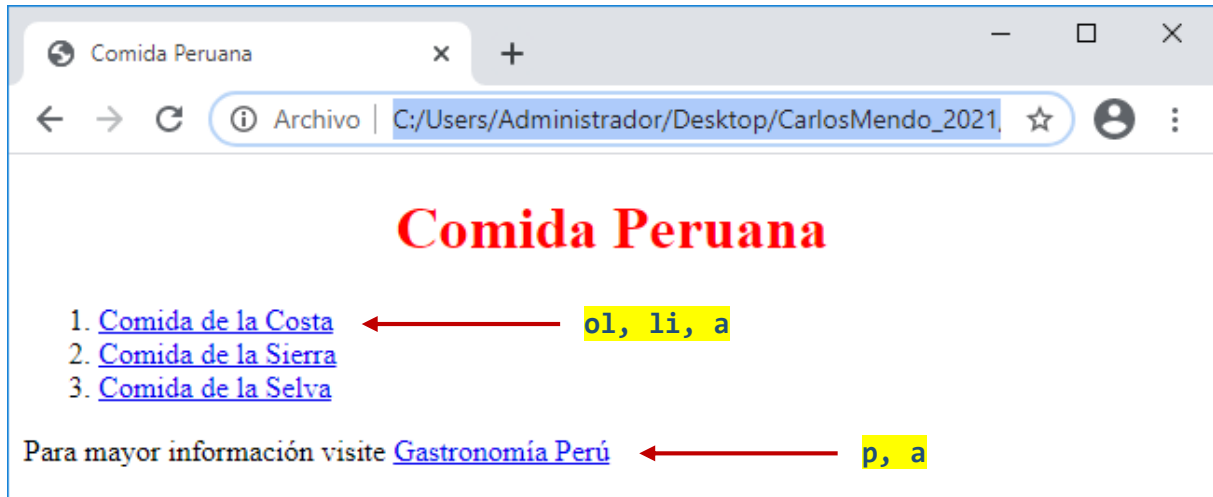 Comida Peruana
Archivo | C:/Users/Administrador/Desktop/CarlosMendo_2021,
Comida Peruana
1. Comida de la Costa ol, li, a
2. Comida de la Sierra
3. Comida de la Selva
Para mayor información visite Gastronomía Perú p, a